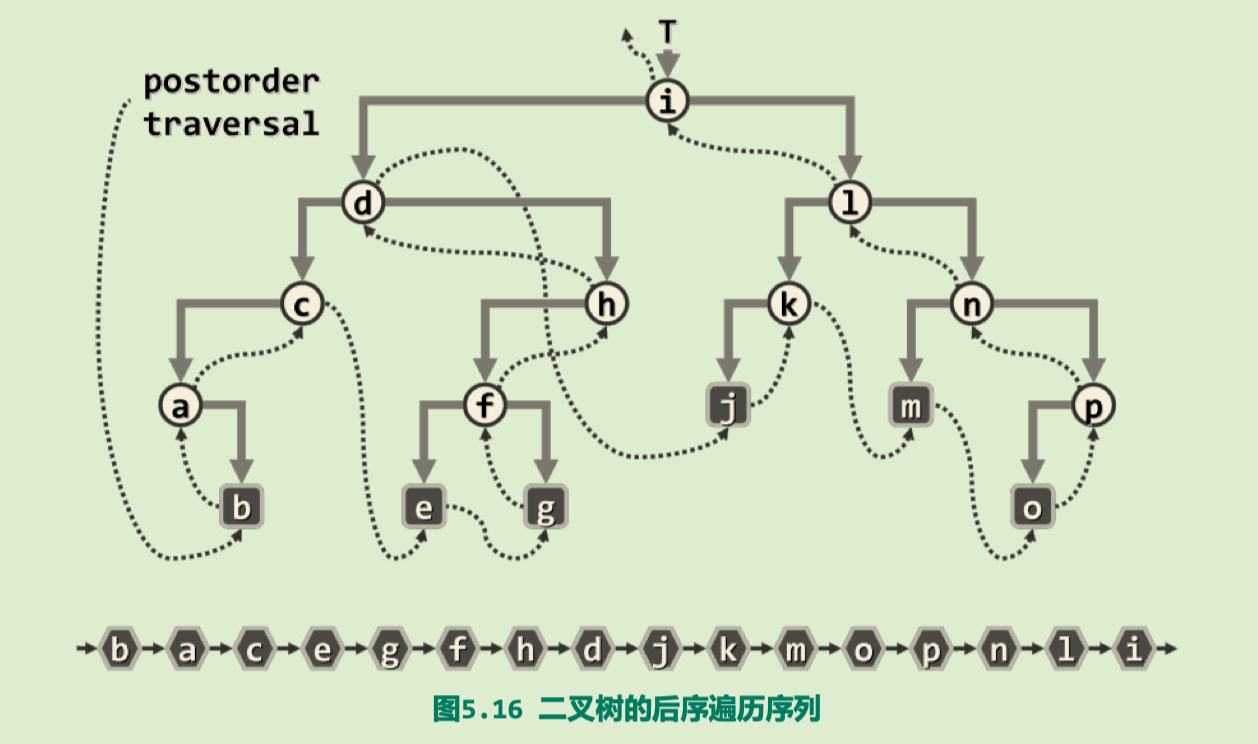 T
postorder
traversal
i
d l
c h k n
a f j m p
b e g o
b a c e g f h d j k m o p n l i
图5.16 二叉树的后序遍历序列